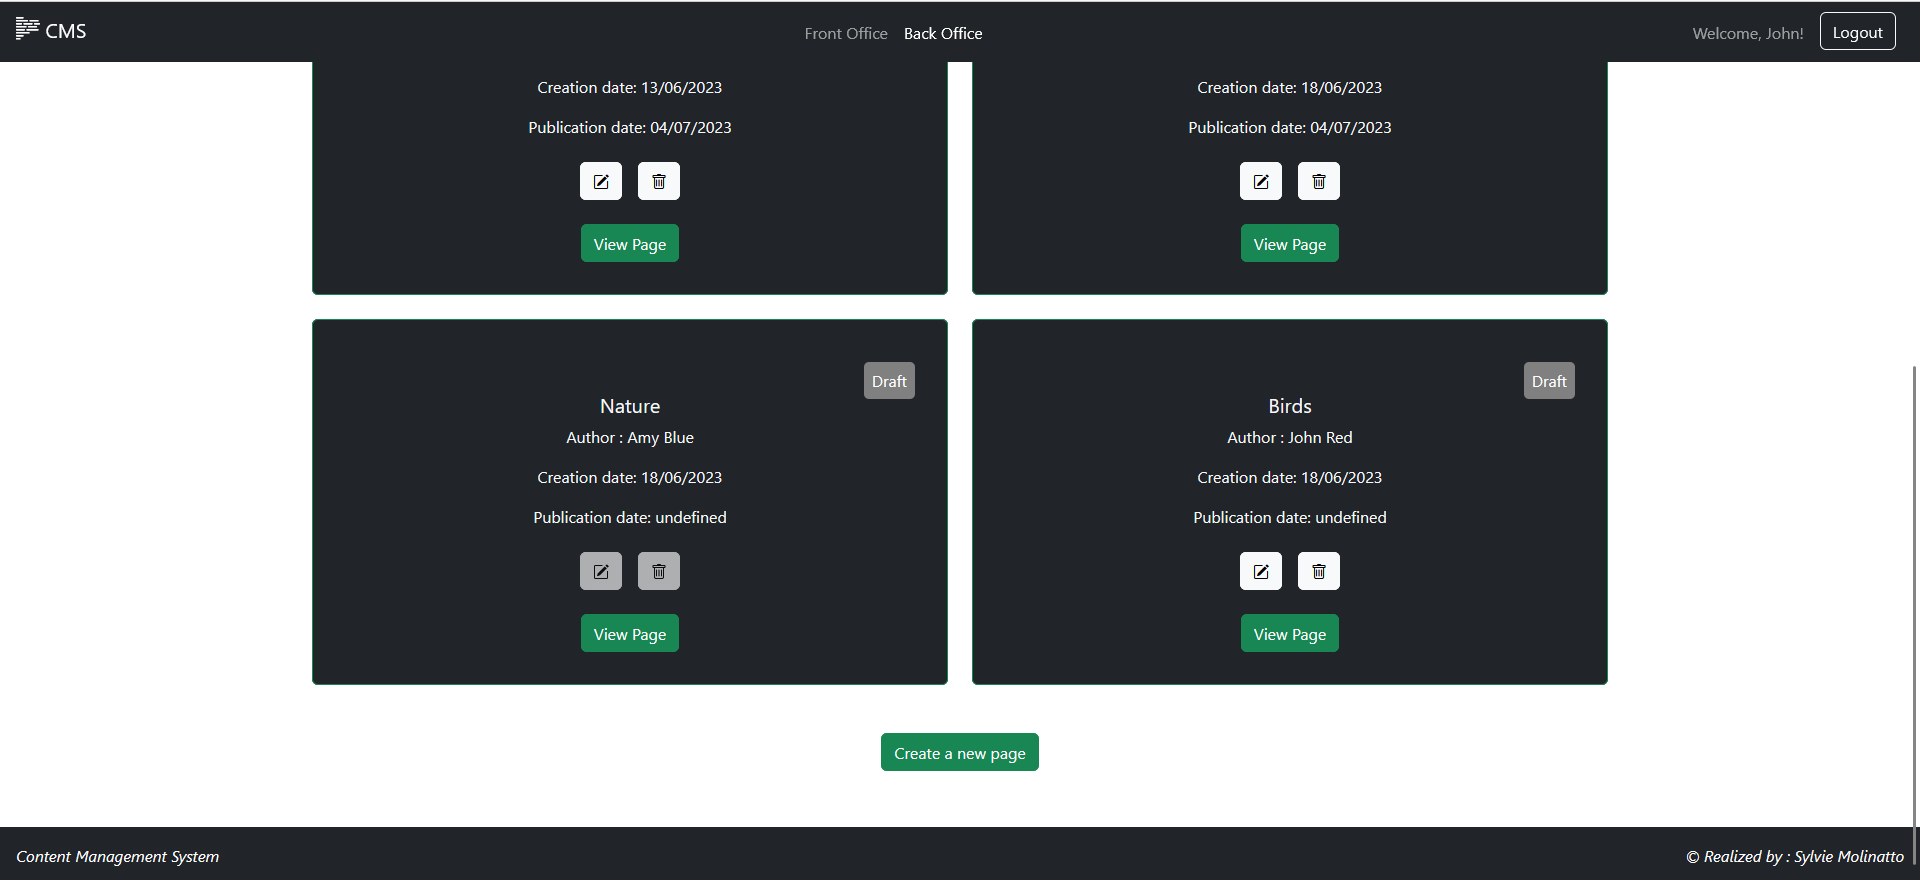 CMS
Front Office
Back Office
Welcome, John!
Logout
Creation date: 13/06/2023
Publication date: 04/07/2023
View Page
Creation date: 18/06/2023
Publication date: 04/07/2023
View Page
Draft
Nature
Author : Amy Blue
Creation date: 18/06/2023
Publication date: undefined
View Page
Draft
Birds
Author : John Red
Creation date: 18/06/2023
Publication date: undefined
View Page
Create a new page
Content Management System
© Realized by : Sylvie Molinatto